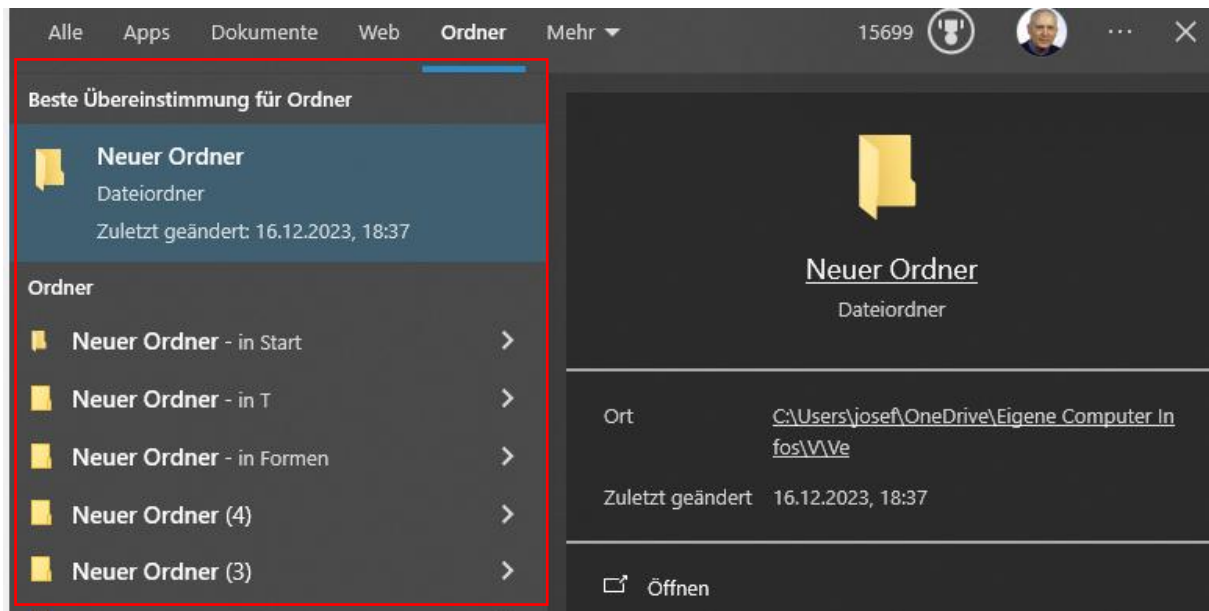 Alle Apps Dokumente Web Ordner Mehr 15699 ...
Beste Übereinstimmung für Ordner
Neuer Ordner
Dateiordner
Zuletzt geändert: 16.12.2023, 18:37
Ordner
Neuer Ordner - in Start
Neuer Ordner - in T
Neuer Ordner - in Formen
Neuer Ordner (4)
Neuer Ordner (3)
Neuer Ordner
Dateiordner
Ort C:\Users\josef\OneDrive\Eigene Computer In
fos\V\Ve
Zuletzt geändert 16.12.2023, 18:37
Öffnen